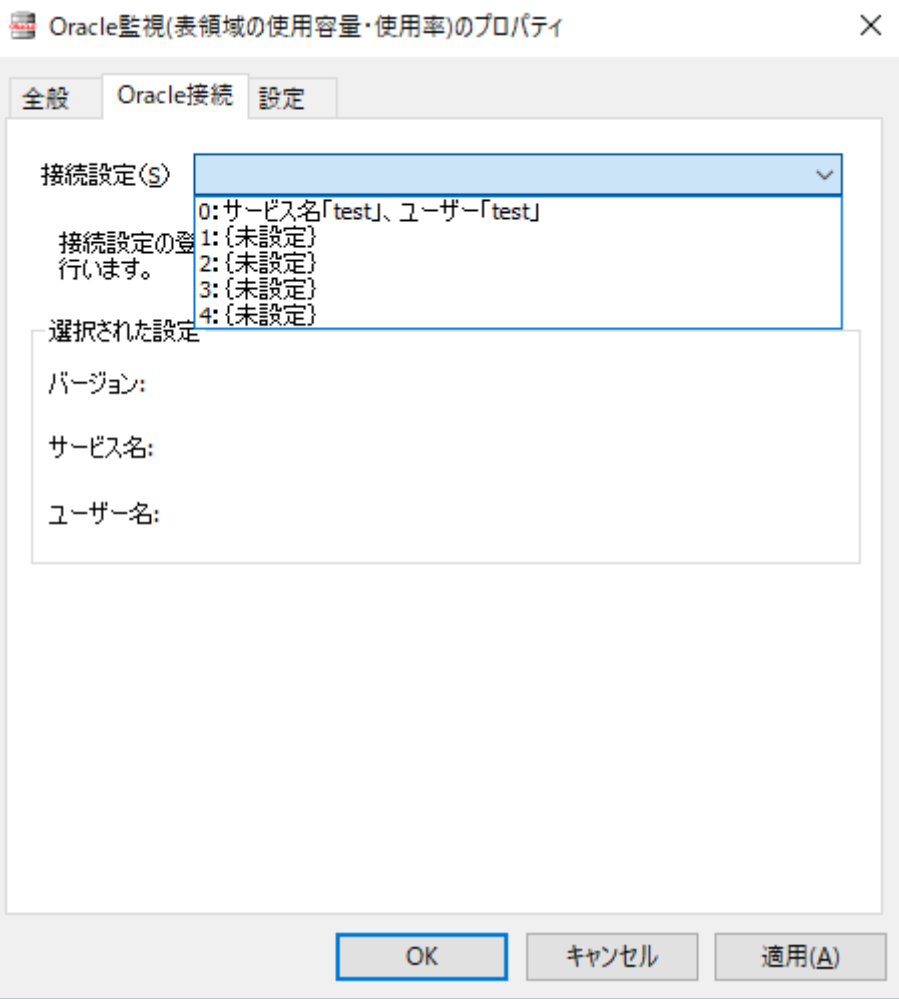 Oracle監視(表領域の使用容量・使用率)のプロパティ
全般
Oracle接続
設定
接続設定(S)
0:サービス名「test」、ユーザー「test」
1:{未設定}
2:{未設定}
3:{未設定}
4:{未設定}
接続設定の登
行います。
選択された設定
バージョン:
サービス名:
ユーザー名:
OK
キャンセル
適用(A)